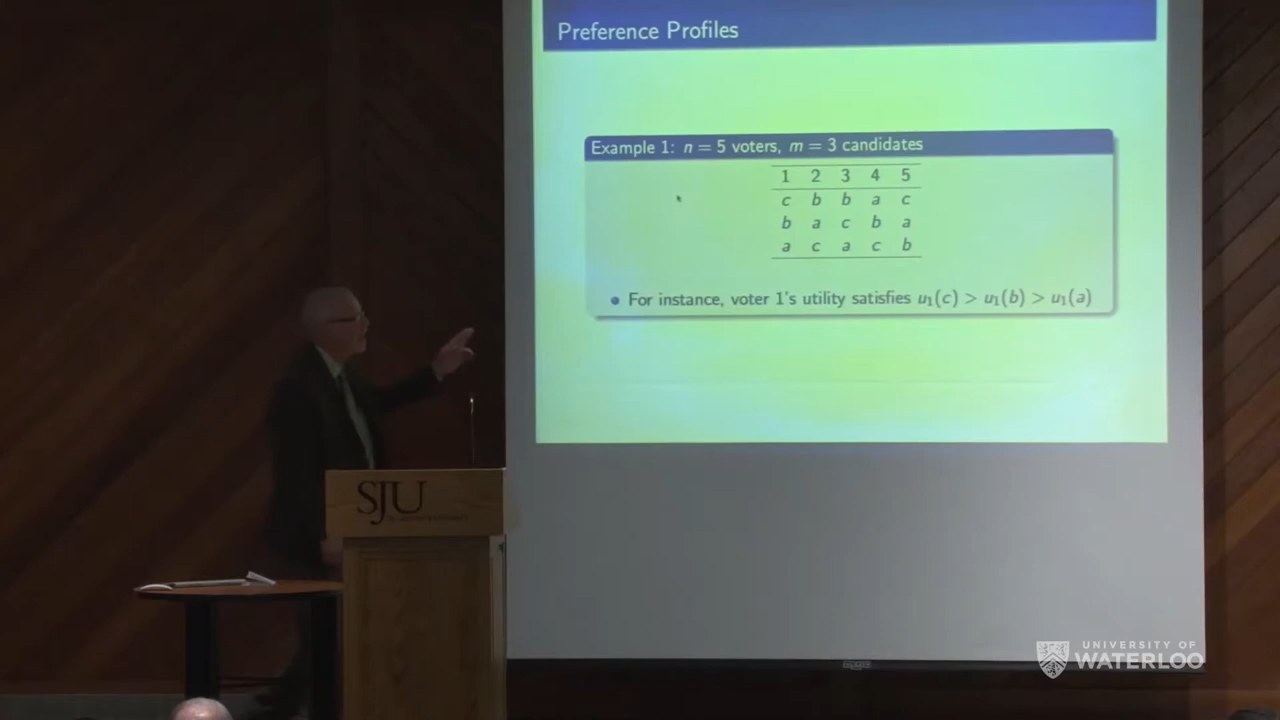 Preference Profiles
Example 1: n = 5 voters, m = 3 candidates
1 2 3 4 5
c b b a c
b a c b a
a c a c b
• For instance, voter 1's utility satisfies u₁(c) > u₁(b) > u₁(a)
SJU
UNIVERSITY OF
WATERLOO